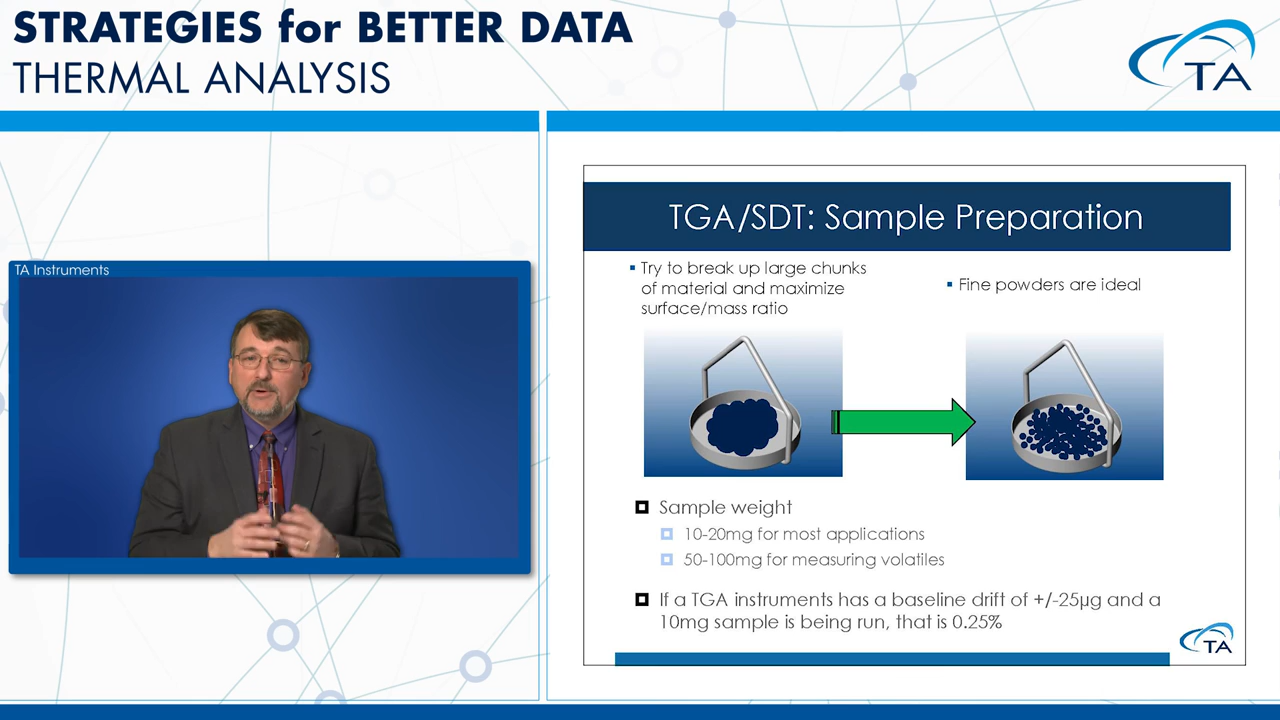 STRATEGIES for BETTER DATA
THERMAL ANALYSIS
TA
TA Instruments
TGA/SDT: Sample Preparation
Try to break up large chunks
of material and maximize
surface/mass ratio
Fine powders are ideal
Sample weight
10-20mg for most applications
50-100mg for measuring volatiles
If a TGA instruments has a baseline drift of +/-25µg and a
10mg sample is being run, that is 0.25%
TA